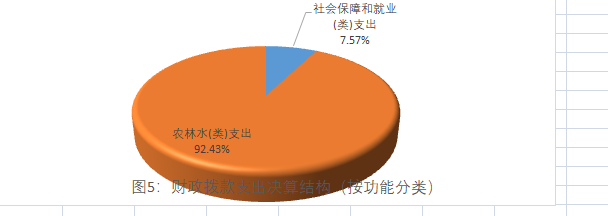 社会保障和就业
(类)支出
7.57%
农林水(类)支出
92.43%
图5：财政拨款支出决算结构（按功能分类）